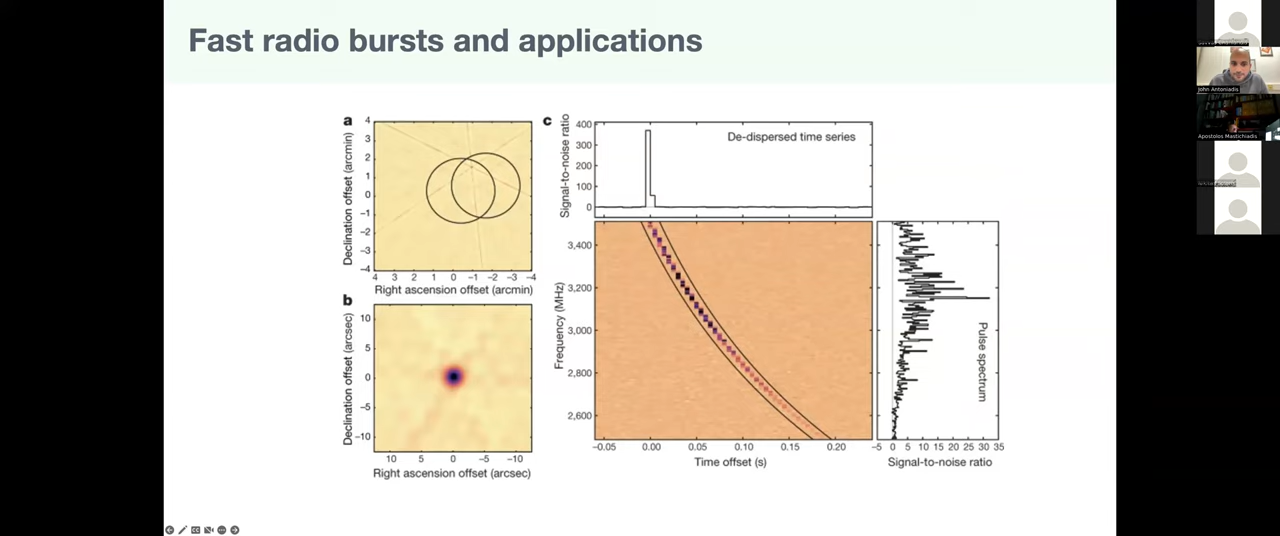 Fast radio bursts and applications
a
4
3
2
1
0
-1
-2
-3
-4
Declination offset (arcmin)
4 3 2 1 0 -1 -2 -3 -4
Right ascension offset (arcmin)
b
10
5
0
-5
-10
Declination offset (arcsec)
10 5 0 -5 -10
Right ascension offset (arcsec)
c
400
300
200
100
0
Signal-to-noise ratio
De-dispersed time series
3,400
3,200
3,000
2,800
2,600
Frequency (MHz)
-0.05 0.00 0.05 0.10 0.15 0.20
Time offset (s)
Pulse spectrum
-5 0 5 10 15 20 25 30 35
Signal-to-noise ratio
John Antoniadis
Apostolos Mastichiadis